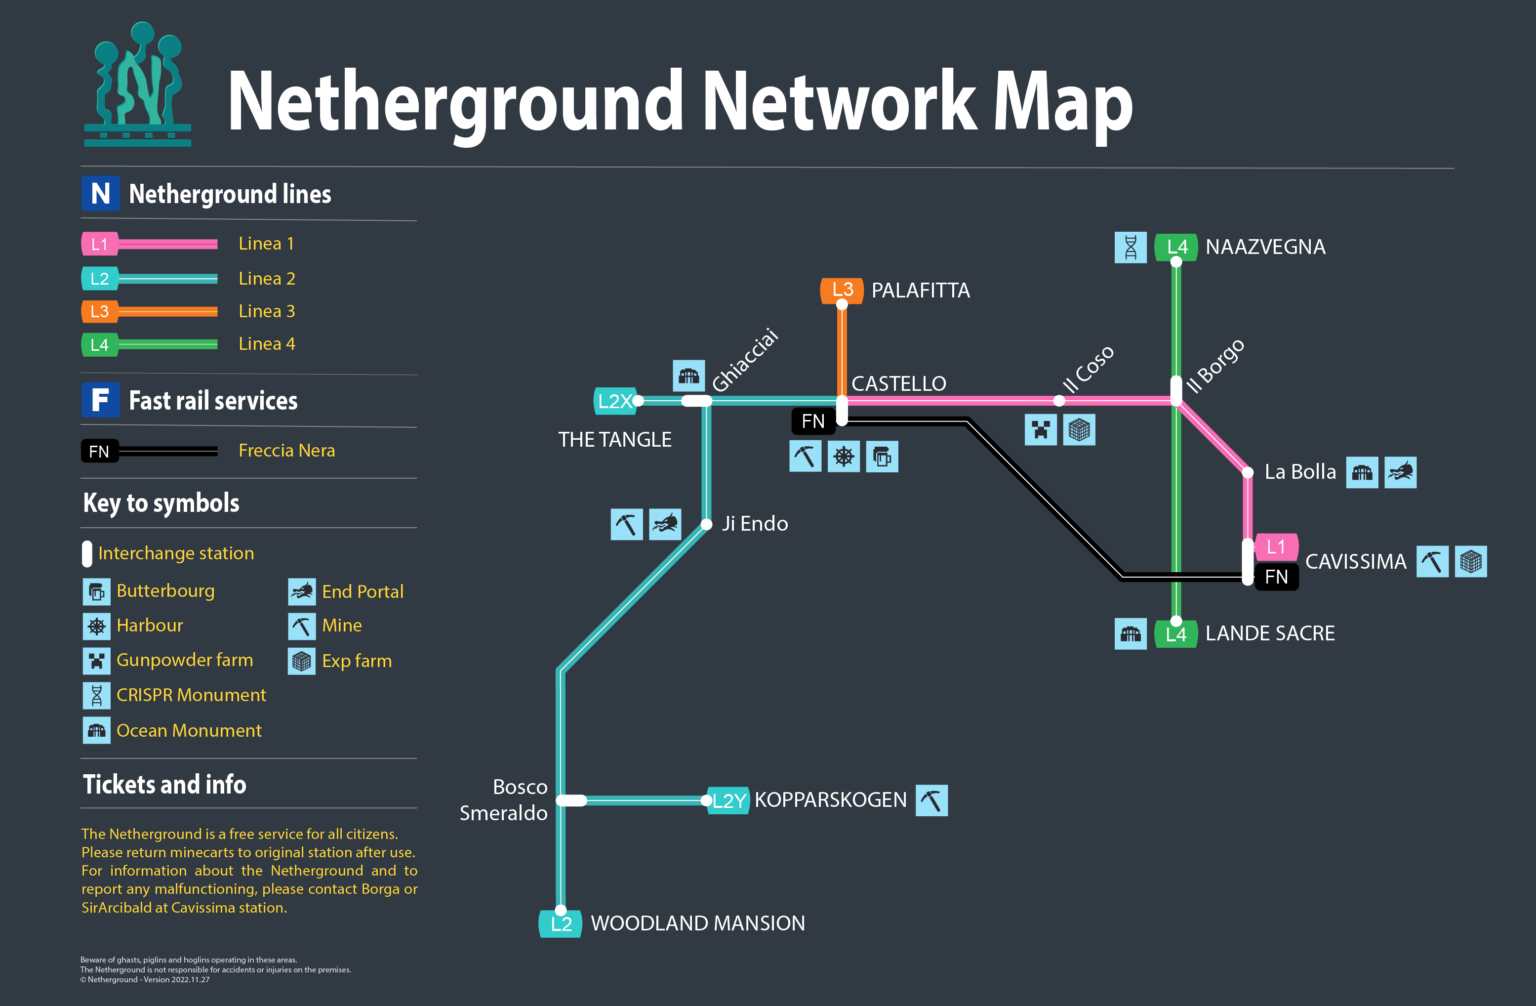 N
Netherground Network Map
N Netherground lines
L1 Linea 1
L2 Linea 2
L3 Linea 3
L4 Linea 4
F Fast rail services
FN Freccia Nera
Key to symbols
Interchange station
Butterbourg
End Portal
Harbour
Mine
Gunpowder farm
Exp farm
CRISPR Monument
Ocean Monument
Tickets and info
The Netherground is a free service for all citizens.
Please return minecarts to original station after use.
For information about the Netherground and to
report any malfunctioning, please contact Borga or
SirArcibald at Cavissima station.
Beware of ghasts, piglins and hoglins operating in these areas.
The Netherground is not responsible for accidents or injuries on the premises.
© Netherground - Version 2022.11.27
L4 NAAZVEGNA
L3 PALAFITTA
Ghiacciai
CASTELLO
Il Coso
Il Borgo
L2X
THE TANGLE
FN
La Bolla
Ji Endo
L1
CAVISSIMA
FN
L4 LANDE SACRE
Bosco
Smeraldo
L2Y KOPPARSKOGEN
L2 WOODLAND MANSION